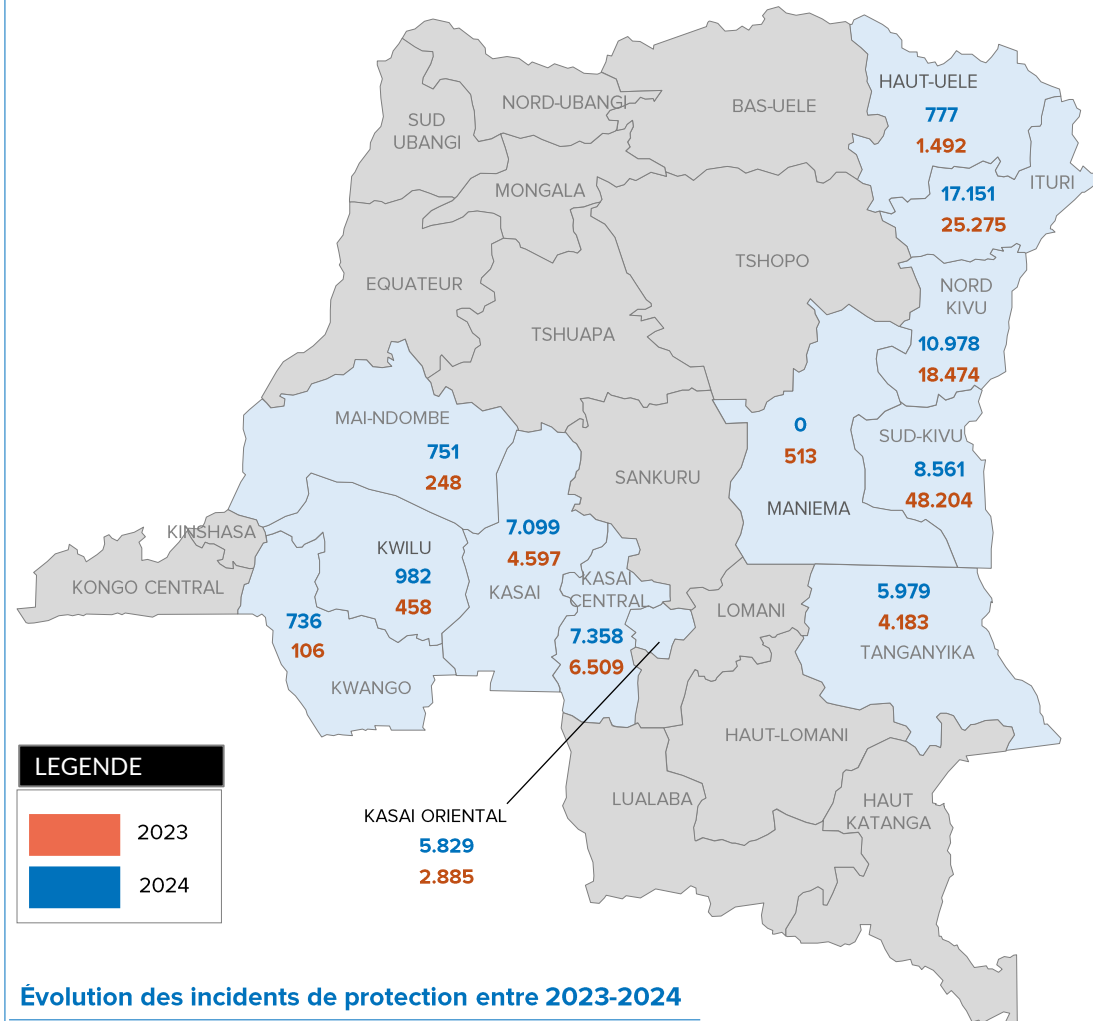 HAUT-UELE
777
1.492
NORD-UBANGI
BAS-UELE
SUD
UBANGI
MONGALA
ITURI
17.151
25.275
TSHOPO
EQUATEUR
NORD
KIVU
TSHUAPA
10.978
18.474
MAI-NDOMBE
751
248
0
513
SUD-KIVU
8.561
48.204
SANKURU
MANIEMA
KINSHASA
7.099
4.597
KASAI
KWILU
982
458
KONGO CENTRAL
KASAI
CENTRAL
7.358
6.509
5.979
4.183
TANGANYIKA
LOMANI
736
106
KWANGO
HAUT-LOMANI
LEGENDE
2023
2024
LUALABA
HAUT
KATANGA
KASAI ORIENTAL
5.829
2.885
Évolution des incidents de protection entre 2023-2024